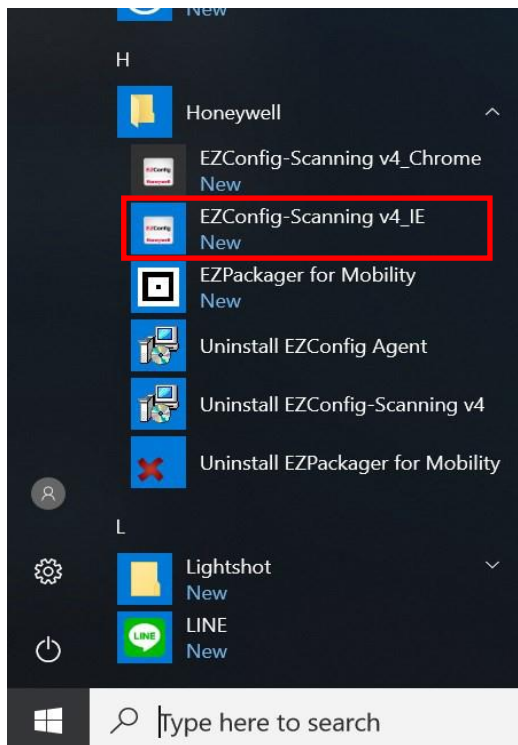 New
H
Honeywell
EZConfig-Scanning v4_Chrome
New
EZConfig-Scanning v4_IE
New
EZPackager for Mobility
New
Uninstall EZConfig Agent
Uninstall EZConfig-Scanning v4
Uninstall EZPackager for Mobility
L
Lightshot
New
LINE
LINE
New
Type here to search